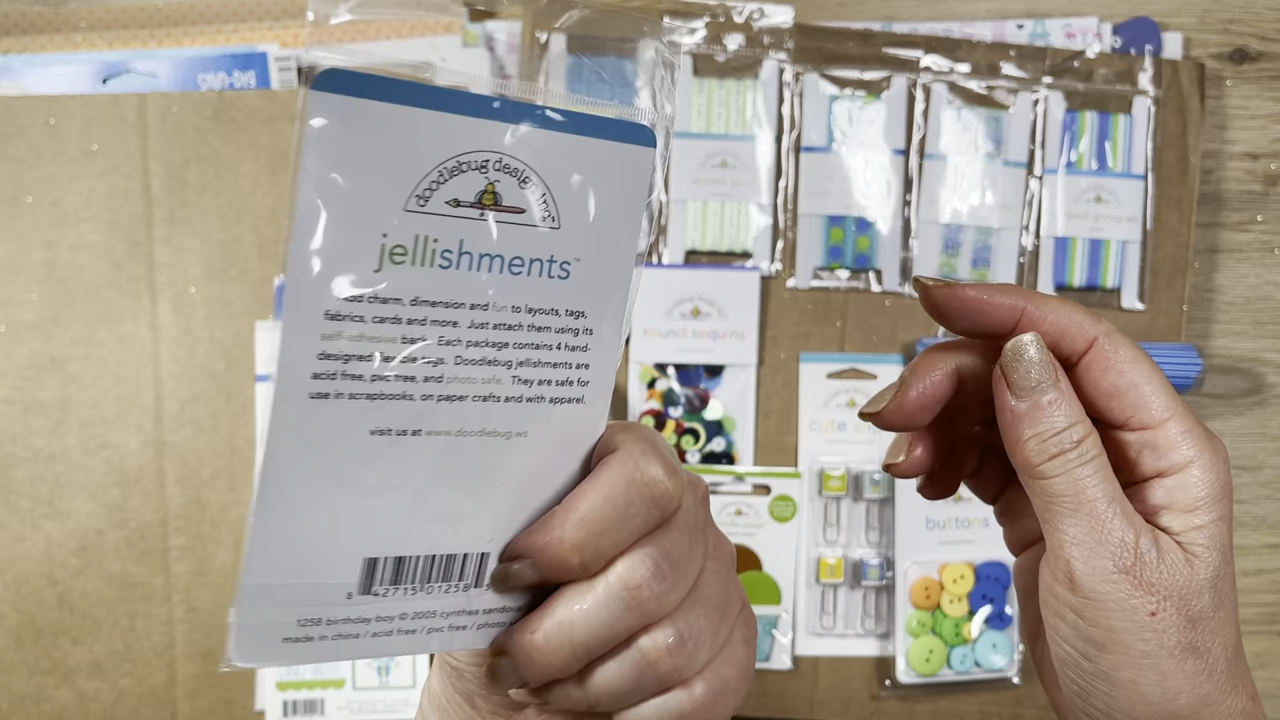 doodlebug design inc.
jellishments™
add charm, dimension and fun to layouts, tags,
fabrics, cards and more. Just attach them using its
self-adhesive back. Each package contains 4 hand-
designed flexible tags. Doodlebug jellishments are
acid free, pvc free, and photo safe. They are safe for
use in scrapbooks, on paper crafts and with apparel.
visit us at www.doodlebug.ws
8 42715 01258
1258 birthday boy © 2005 cynthea sandova
made in china / acid free / pvc free / photo
round sequins
cute
buttons